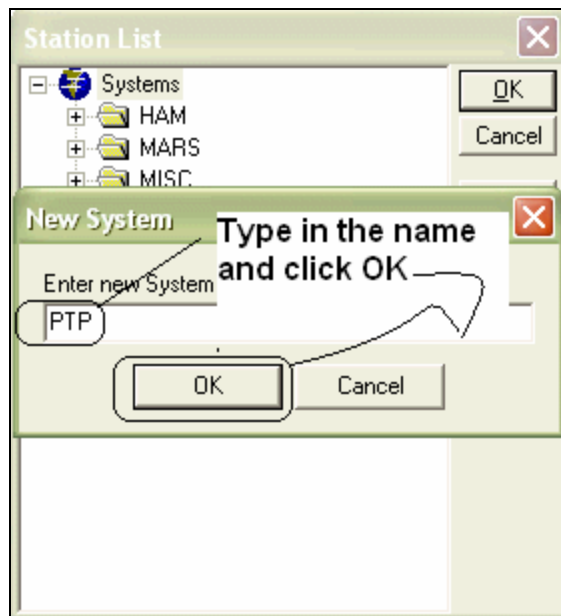 Station List
Systems
OK
HAM
Cancel
MARS
MISC
New System
Type in the name
and click OK
Enter new System
PTP
OK
Cancel